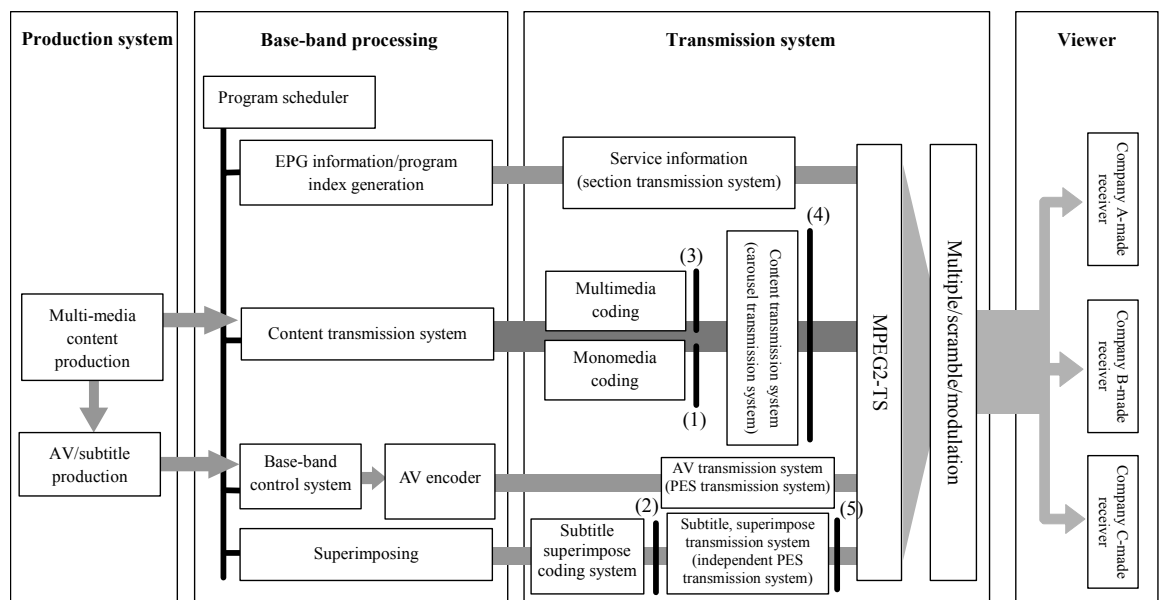 Production system
Base-band processing
Transmission system
Viewer
Program scheduler
EPG information/program
index generation
Service information
(section transmission system)
Multi-media
content
production
Content transmission system
Multimedia
coding
(3)
Monomedia
coding
(1)
Content transmission system
(carousel transmission system)
(4)
AV/subtitle
production
Base-band
control system
AV encoder
AV transmission system
(PES transmission system)
Superimposing
Subtitle
superimpose
coding system
(2)
Subtitle, superimpose
transmission system
(independent PES
transmission system)
(5)
MPEG2-TS
Multiple/scramble/modulation
Company A-made
receiver
Company B-made
receiver
Company C-made
receiver